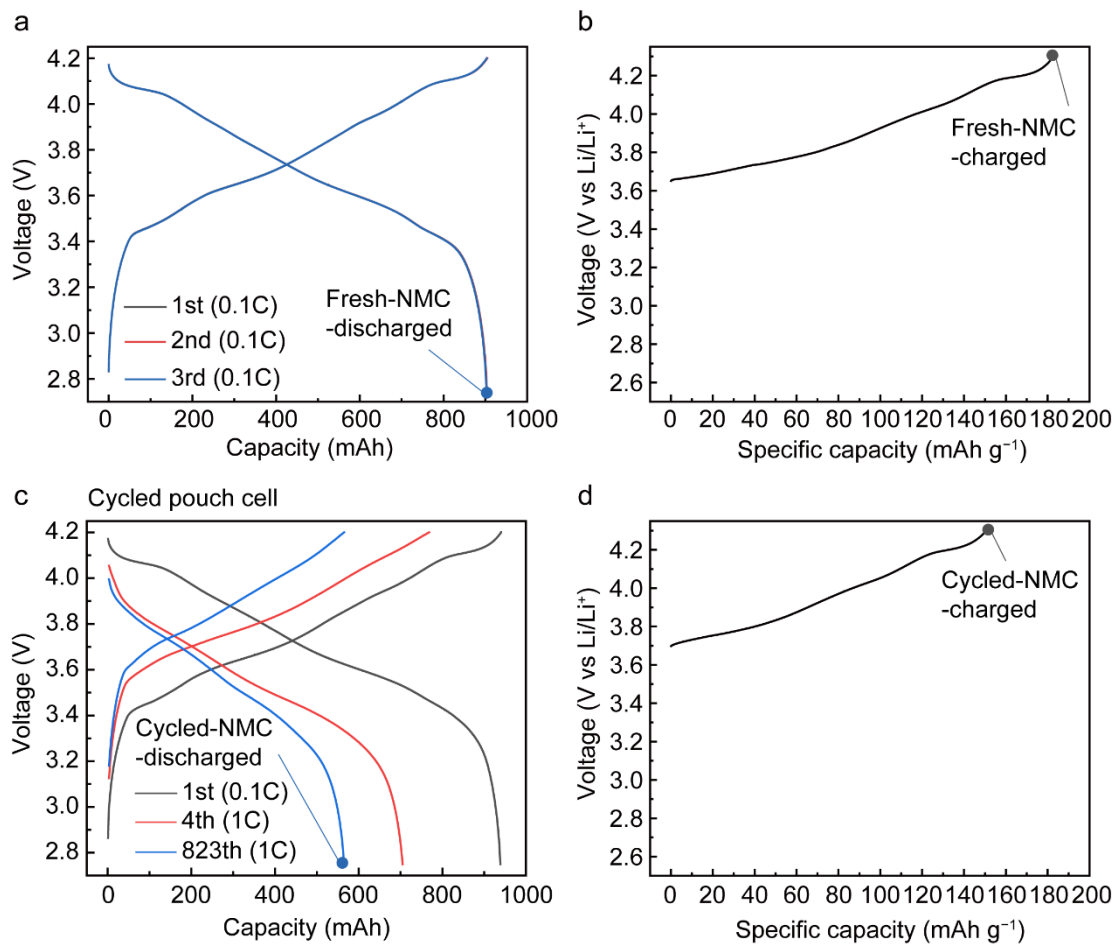 a
4.2
4.0
3.8
3.6
3.4
3.2
3.0
2.8
Voltage (V)
1st (0.1C)
2nd (0.1C)
3rd (0.1C)
Fresh-NMC
-discharged
0 200 400 600 800 1000
Capacity (mAh)
b
4.2
4.0
3.8
3.6
3.4
3.2
3.0
2.8
2.6
Voltage (V vs Li/Li⁺)
Fresh-NMC
-charged
0 20 40 60 80 100 120 140 160 180 200
Specific capacity (mAh g⁻¹)
c
Cycled pouch cell
4.2
4.0
3.8
3.6
3.4
3.2
3.0
2.8
Voltage (V)
Cycled-NMC
-discharged
1st (0.1C)
4th (1C)
823th (1C)
0 200 400 600 800 1000
Capacity (mAh)
d
4.2
4.0
3.8
3.6
3.4
3.2
3.0
2.8
2.6
Voltage (V vs Li/Li⁺)
Cycled-NMC
-charged
0 20 40 60 80 100 120 140 160 180 200
Specific capacity (mAh g⁻¹)